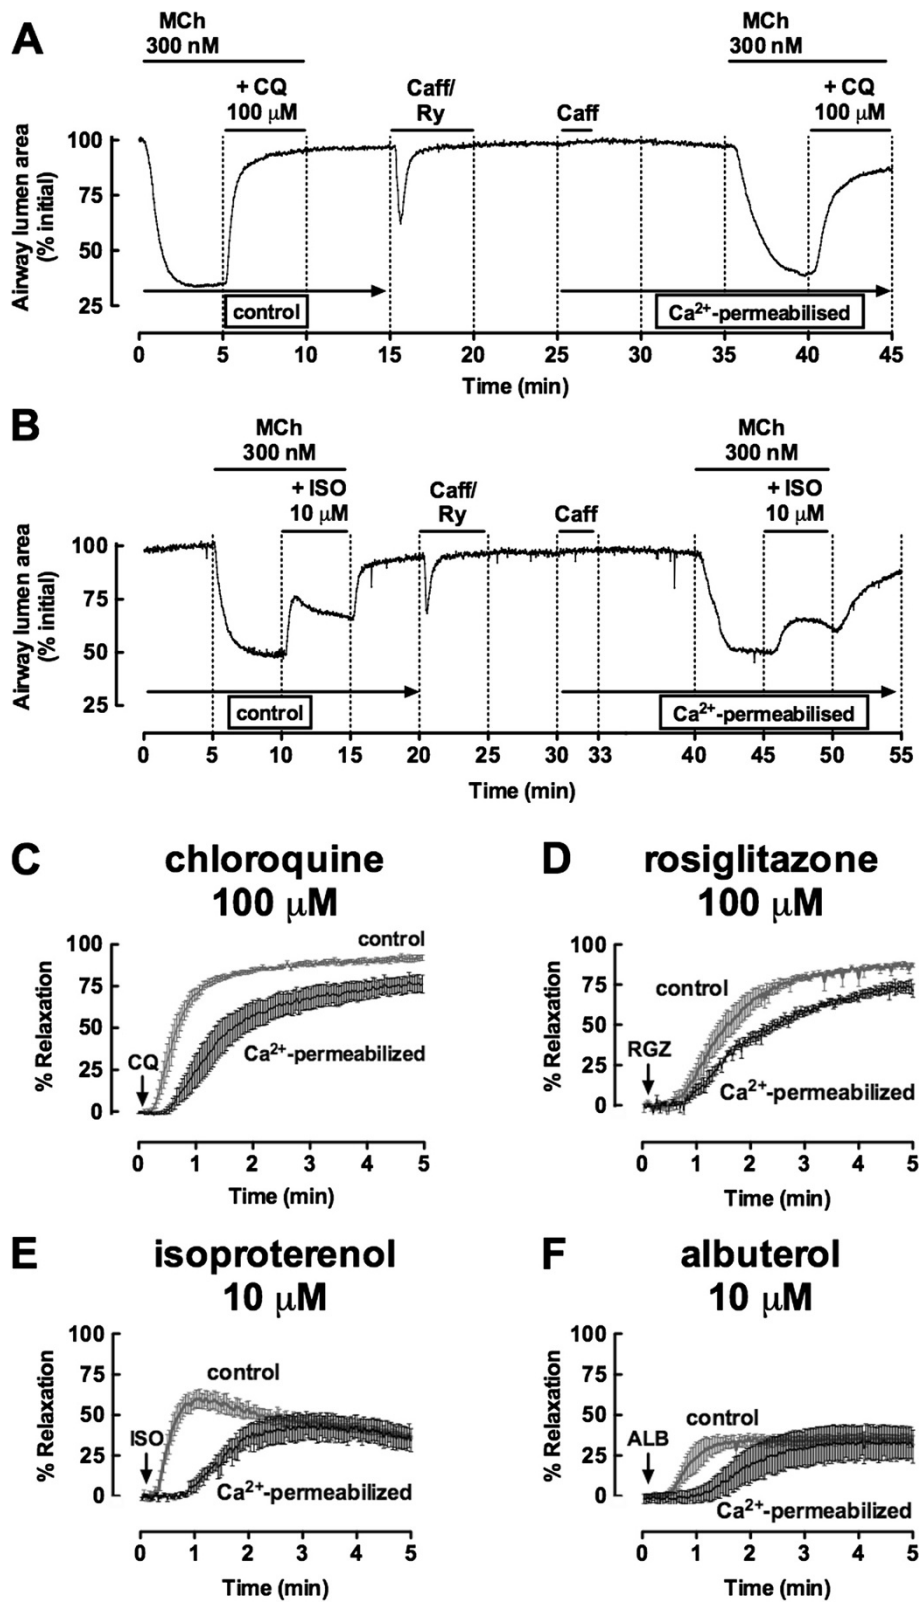 A
MCh
300 nM
+ CQ
100 μM
Caff/
Ry
Caff
MCh
300 nM
+ CQ
100 μM
Airway lumen area
(% initial)
100
75
50
25
control
Ca2+-permeabilised
0 5 10 15 20 25 30 35 40 45
Time (min)
B
MCh
300 nM
+ ISO
10 μM
Caff/
Ry
Caff
MCh
300 nM
+ ISO
10 μM
Airway lumen area
(% initial)
100
75
50
25
control
Ca2+-permeabilised
0 5 10 15 20 25 30 33 40 45 50 55
Time (min)
C
chloroquine
100 μM
% Relaxation
100
75
50
25
0
control
CQ
Ca2+-permeabilized
0 1 2 3 4 5
Time (min)
D
rosiglitazone
100 μM
% Relaxation
100
75
50
25
0
control
RGZ
Ca2+-permeabilized
0 1 2 3 4 5
Time (min)
E
isoproterenol
10 μM
% Relaxation
100
75
50
25
0
control
ISO
Ca2+-permeabilized
0 1 2 3 4 5
Time (min)
F
albuterol
10 μM
% Relaxation
100
75
50
25
0
control
ALB
Ca2+-permeabilized
0 1 2 3 4 5
Time (min)